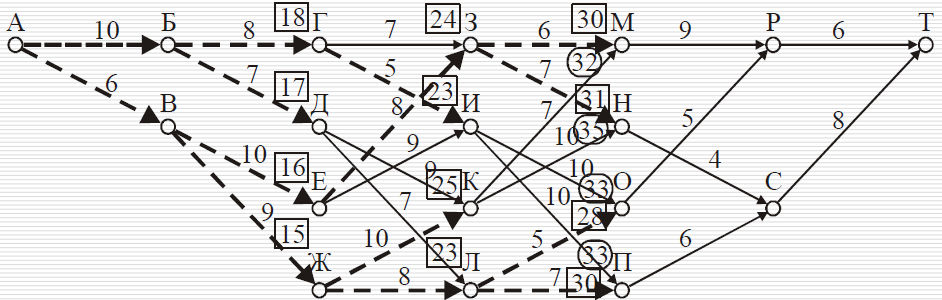 А 10 Б 8 18 Г 7 24 З 6 30 М 9 Р 6 Т
6 7 5 8 7 32
В 17 Д 23 И 31 Н 5 8
10 9 7 35 10
16 Е 9 25 К 10 33 О 4 С
9 7 10 28
15 Ж 10 23 Л 5 33 П 6
8 7 30